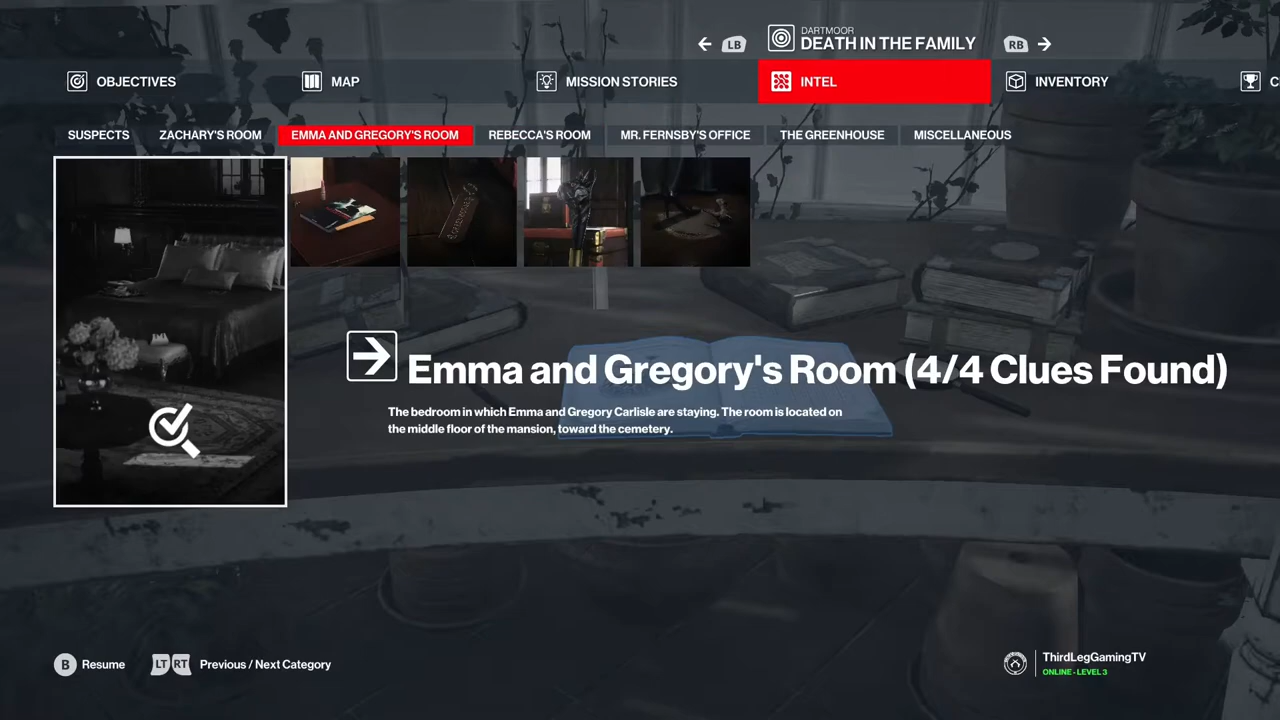 DARTMOOR
LB DEATH IN THE FAMILY RB
OBJECTIVES MAP MISSION STORIES INTEL INVENTORY C
SUSPECTS ZACHARY'S ROOM EMMA AND GREGORY'S ROOM REBECCA'S ROOM MR. FERNSBY'S OFFICE THE GREENHOUSE MISCELLANEOUS
Emma and Gregory's Room (4/4 Clues Found)
The bedroom in which Emma and Gregory Carlisle are staying. The room is located on
the middle floor of the mansion, toward the cemetery.
B Resume LT RT Previous / Next Category
ThirdLegGamingTV
ONLINE - LEVEL 3